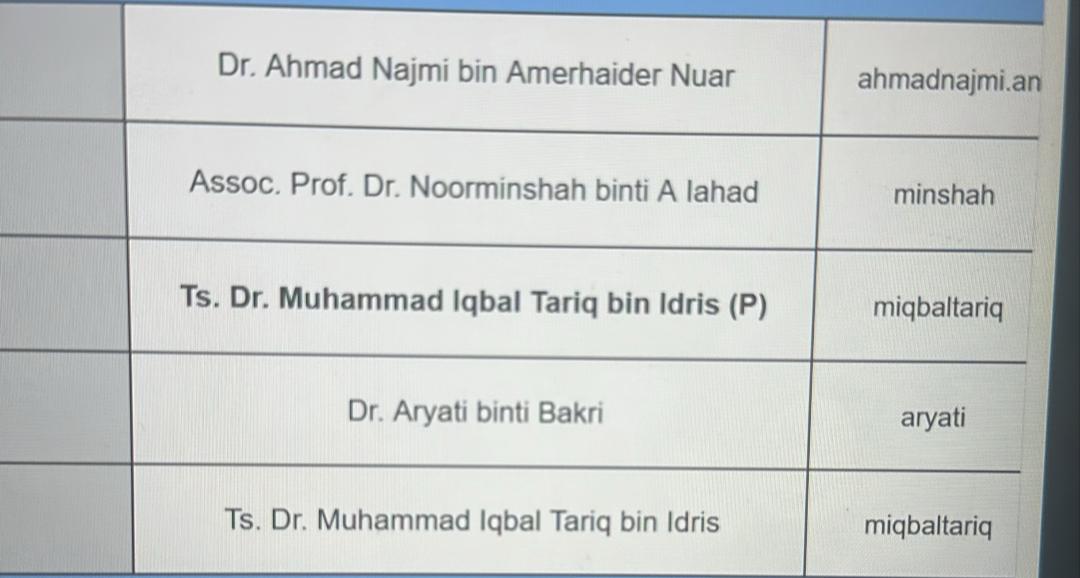 Dr. Ahmad Najmi bin Amerhaider Nuar ahmadnajmi.an
Assoc. Prof. Dr. Noorminshah binti A Iahad minshah
Ts. Dr. Muhammad Iqbal Tariq bin Idris (P) miqbaltariq
Dr. Aryati binti Bakri aryati
Ts. Dr. Muhammad Iqbal Tariq bin Idris miqbaltariq